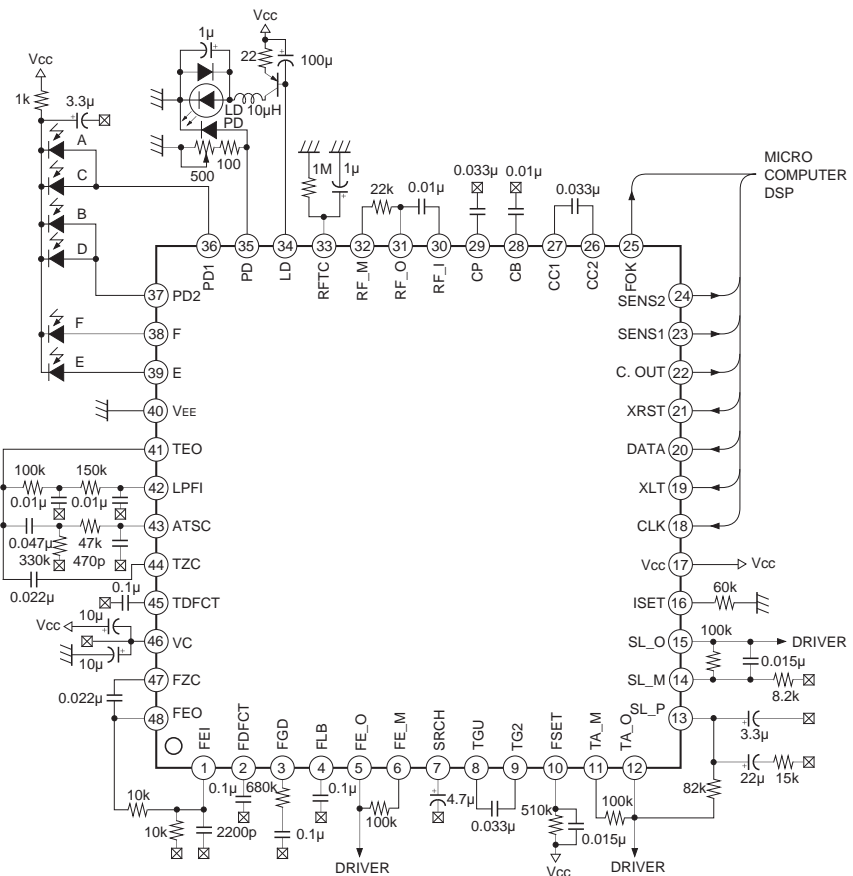 Vcc
1k
3.3µ
A
C
B
D
F
E
1µ
LD
PD
10µH
500
100
22
Vcc
100µ
1M
1µ
22k
0.01µ
0.033µ
0.01µ
0.033µ
MICRO
COMPUTER
DSP
36 35 34 33 32 31 30 29 28 27 26 25
PD1 PD LD RFTC RF_M RF_O RF_I CP CB CC1 CC2 FOK
37 PD2
38 F
39 E
40 VEE
41 TEO
42 LPFI
43 ATSC
44 TZC
45 TDFCT
46 VC
47 FZC
48 FEO
100k
150k
0.01µ
0.01µ
0.047µ
47k
330k
470p
0.022µ
0.1µ
Vcc
10µ
10µ
0.022µ
SENS2 24
SENS1 23
C. OUT 22
XRST 21
DATA 20
XLT 19
CLK 18
Vcc 17
Vcc
ISET 16
60k
SL_O 15
100k
DRIVER
0.015µ
SL_M 14
8.2k
SL_P 13
3.3µ
22µ
15k
82k
FEI FDFCT FGD FLB FE_O FE_M SRCH TGU TG2 FSET TA_M TA_O
1 2 3 4 5 6 7 8 9 10 11 12
10k
10k
2200p
0.1µ
680k
0.1µ
0.1µ
100k
DRIVER
4.7µ
0.033µ
510k
0.015µ
Vcc
100k
DRIVER